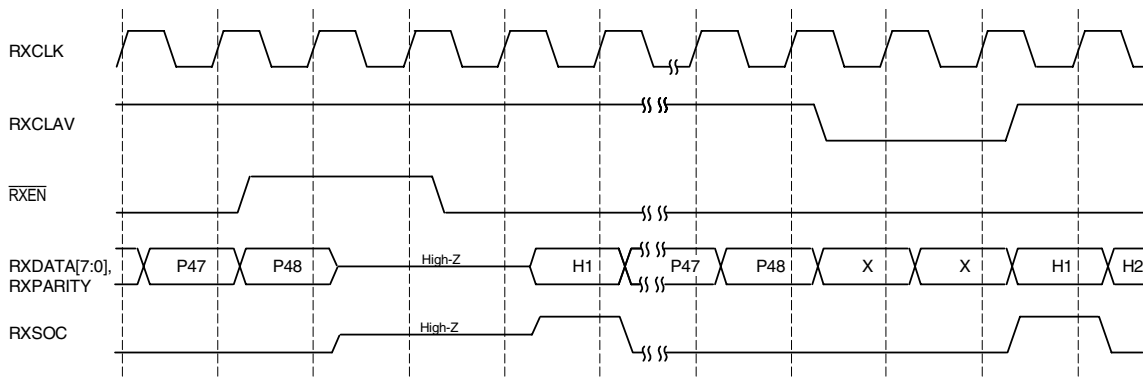 RXCLK
RXCLAV
RXEN
RXDATA[7:0], P47 P48 High-Z H1 P47 P48 X X H1 H2
RXPARITY
RXSOC High-Z